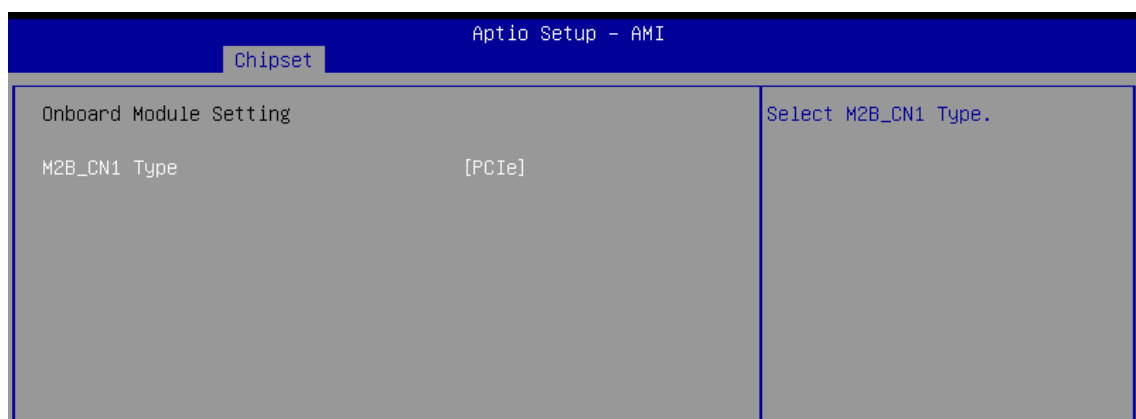 Aptio Setup – AMI
Chipset
Onboard Module Setting
Select M2B_CN1 Type.
M2B_CN1 Type [PCIe]